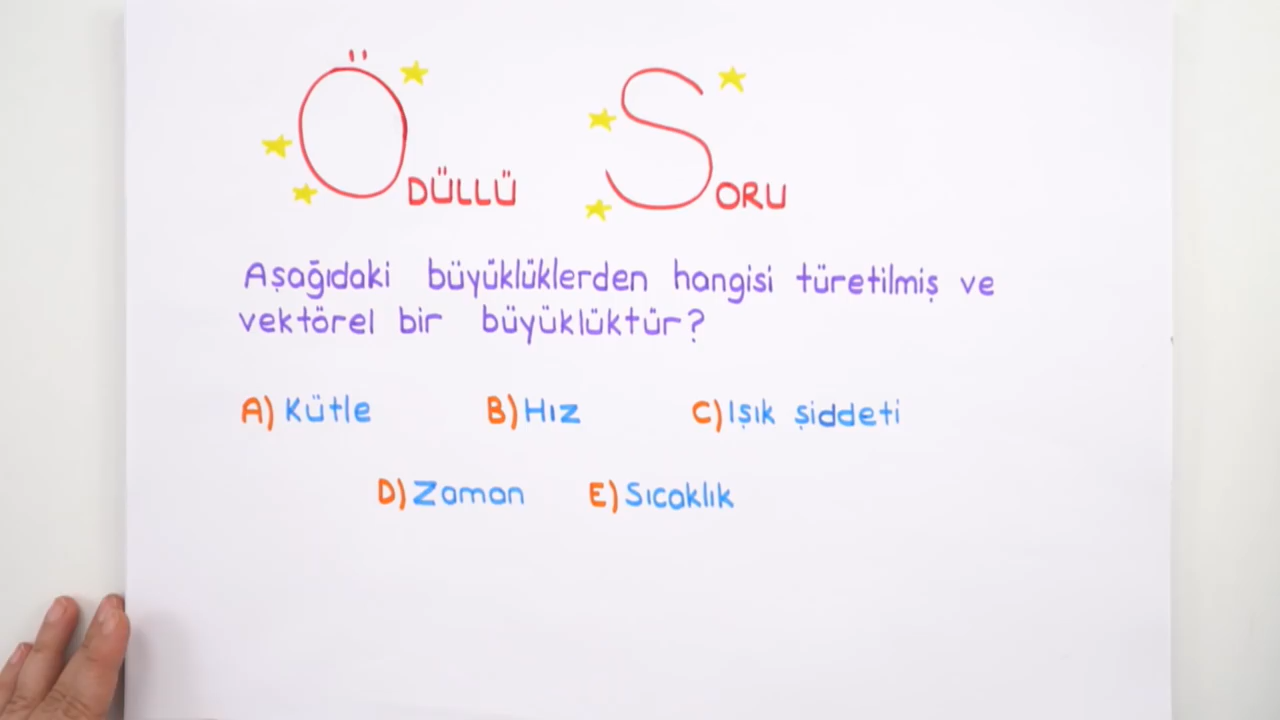 ÖDÜLLÜ SORU
Aşağıdaki büyüklüklerden hangisi türetilmiş ve
vektörel bir büyüklüktür?
A) Kütle B) Hız C) Işık şiddeti
D) Zaman E) Sıcaklık